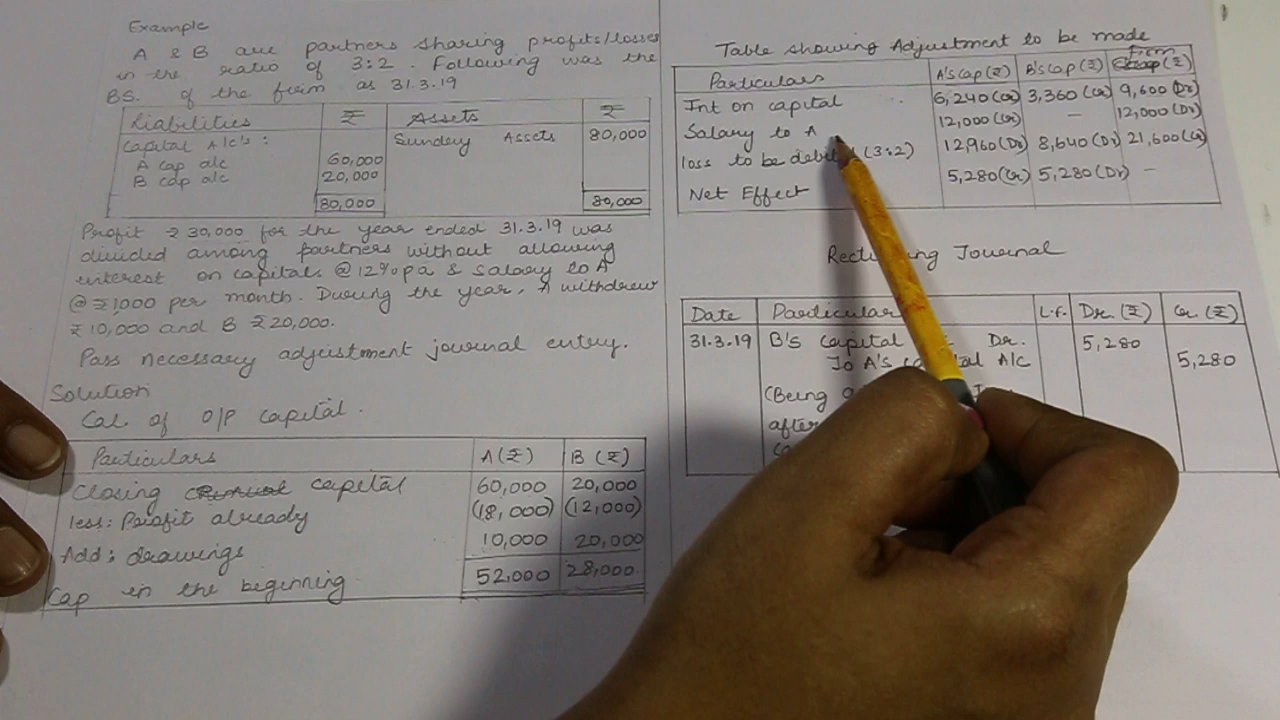 Example
A & B are partners sharing profits/losses
in the ratio of 3:2. Following was the
BS. of the firm as 31.3.19
Liabilities ₹ Assets ₹
Capital A/c's: Sundry Assets 80,000
A cap a/c 60,000
B cap a/c 20,000
80,000 80,000
Profit ₹30,000 for the year ended 31.3.19 was
divided among partners without allowing
interest on capital @12%pa & salary to A
@ ₹1,000 per month. During the year, A withdrew
₹10,000 and B ₹20,000.
Pass necessary adjustment journal entry.
Solution
Cal. of O/P capital.
Particulars A(₹) B(₹)
Closing capital 60,000 20,000
less: Profit already (18,000) (12,000)
Add: drawings 10,000 20,000
Cap in the beginning 52,000 28,000
Table showing Adjustment to be made
Particulars A's Cap(₹) B's Cap(₹) Firm (₹)
Int on capital 6,240(Cr) 3,360(Cr) 9,600(Dr)
Salary to A 12,000(Cr) – 12,000(Dr)
loss to be (3:2) 12,960(Dr) 8,640(Dr) 21,600(Cr)
Net Effect 5,280(Cr) 5,280(Dr) –
Journal
Date Particular L.f. Dr.(₹) Cr.(₹)
31.3.19 B's capital Dr. 5,280
To A's A/c 5,280
(Being
after